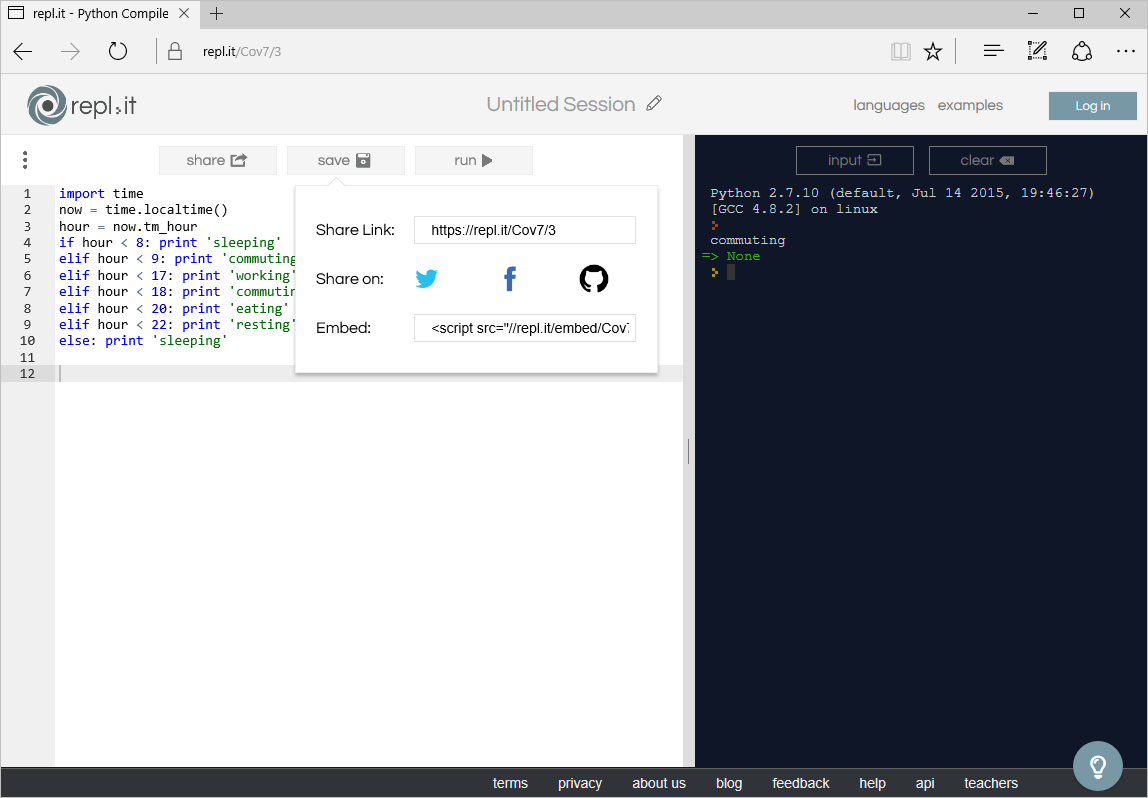 repl.it - Python Compile
repl.it/Cov7/3
repl.it
Untitled Session
languages examples
Log in
share save run
input clear
1 import time
2 now = time.localtime()
3 hour = now.tm_hour
4 if hour < 8: print 'sleeping'
5 elif hour < 9: print 'commuting
6 elif hour < 17: print 'working'
7 elif hour < 18: print 'commutin
8 elif hour < 20: print 'eating'
9 elif hour < 22: print 'resting'
10 else: print 'sleeping'
11
12
Share Link: https://repl.it/Cov7/3
Share on:
Embed: <script src="//repl.it/embed/Cov7
Python 2.7.10 (default, Jul 14 2015, 19:46:27)
[GCC 4.8.2] on linux
commuting
=> None
terms privacy about us blog feedback help api teachers